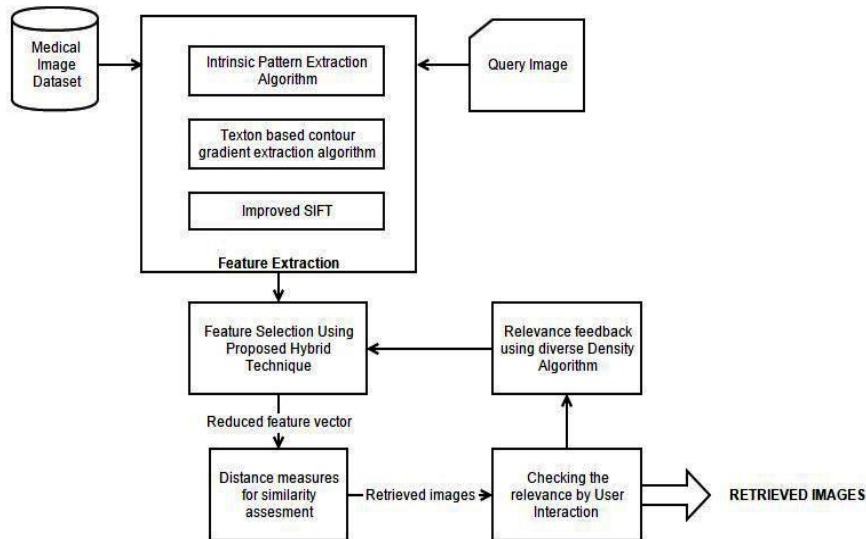 Medical
Image
Dataset
Intrinsic Pattern Extraction
Algorithm
Query Image
Texton based contour
gradient extraction algorithm
Improved SIFT
Feature Extraction
Feature Selection Using
Proposed Hybrid
Technique
Relevance feedback
using diverse Density
Algorithm
Reduced feature vector
Distance measures
for similarity
assesment
Retrieved images
Checking the
relevance by User
Interaction
RETRIEVED IMAGES